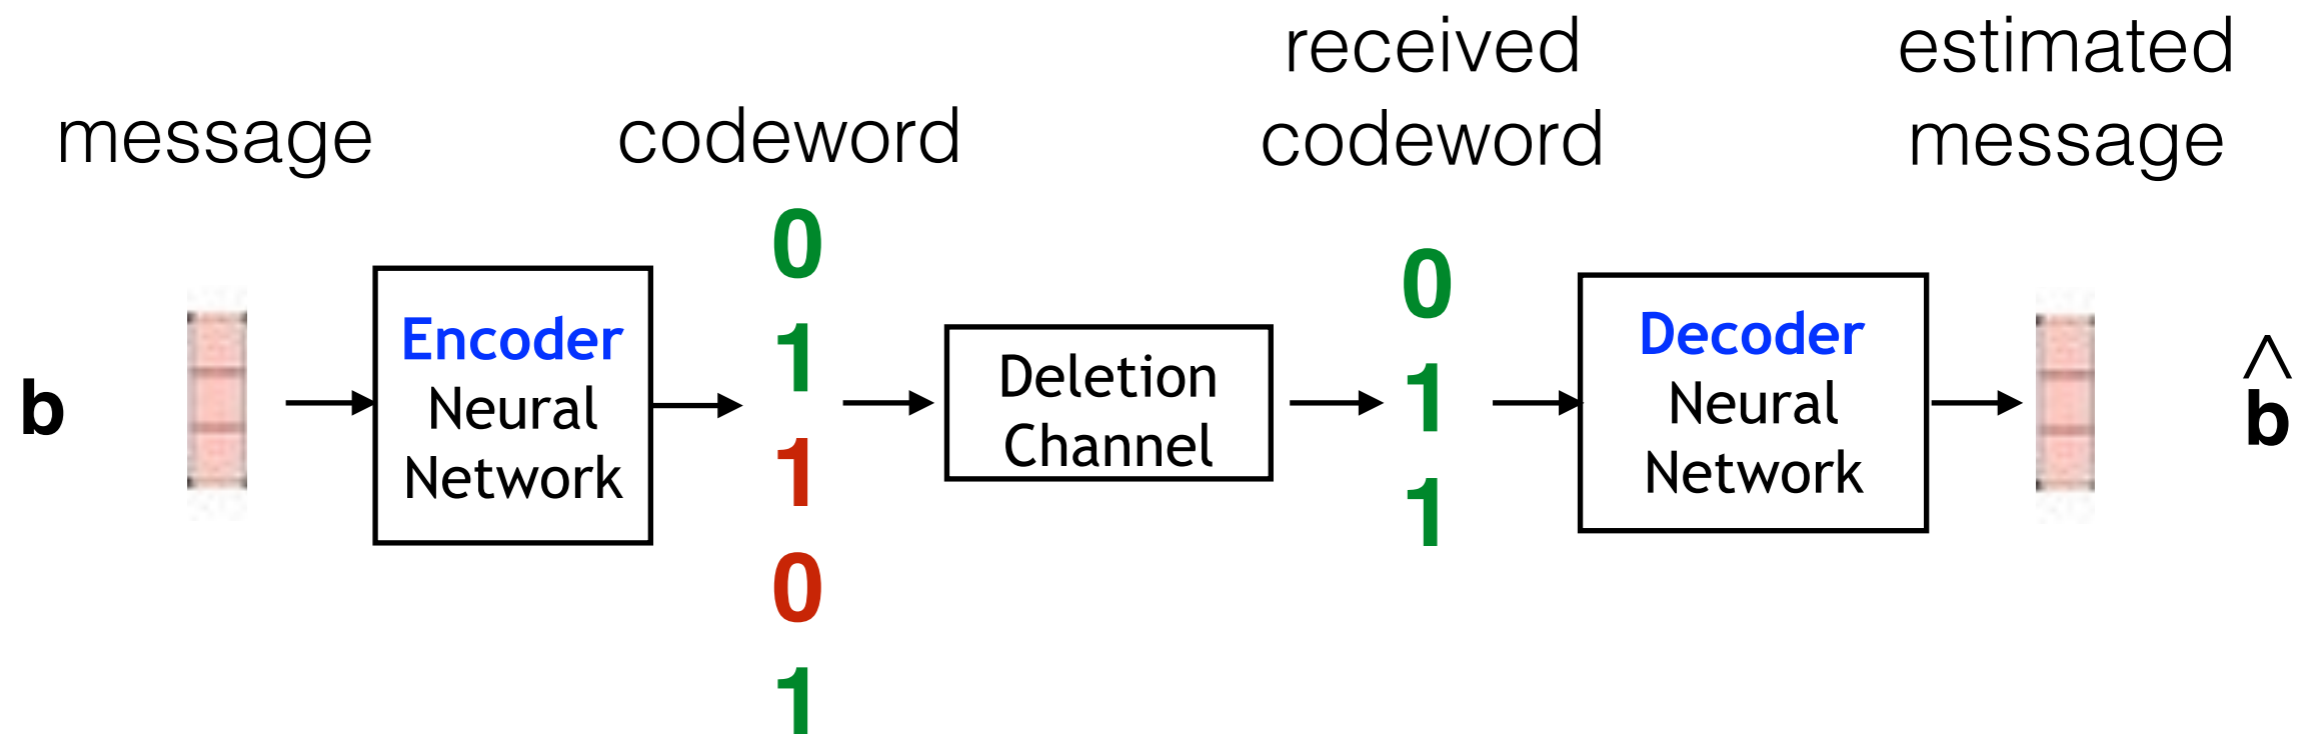 message
codeword
received
codeword
estimated
message
b
Encoder
Neural
Network
0
1
1
0
1
Deletion
Channel
0
1
1
Decoder
Neural
Network
^
b